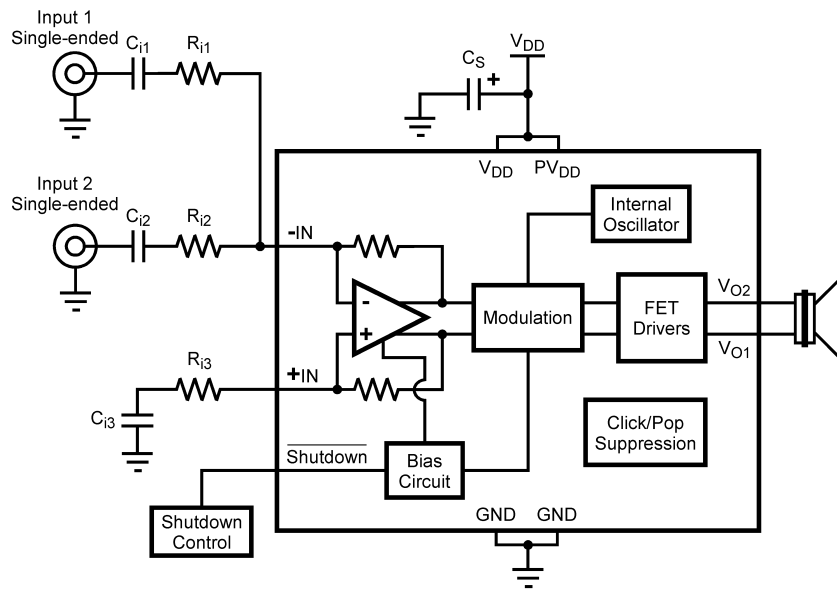 Input 1
Single-ended
Ci1
Ri1
VDD
CS
+
VDD
PVDD
Input 2
Single-ended
Ci2
Ri2
-IN
Internal
Oscillator
-
+
Modulation
FET
Drivers
VO2
VO1
Ri3
+IN
Ci3
Click/Pop
Suppression
Shutdown
Bias
Circuit
Shutdown
Control
GND
GND